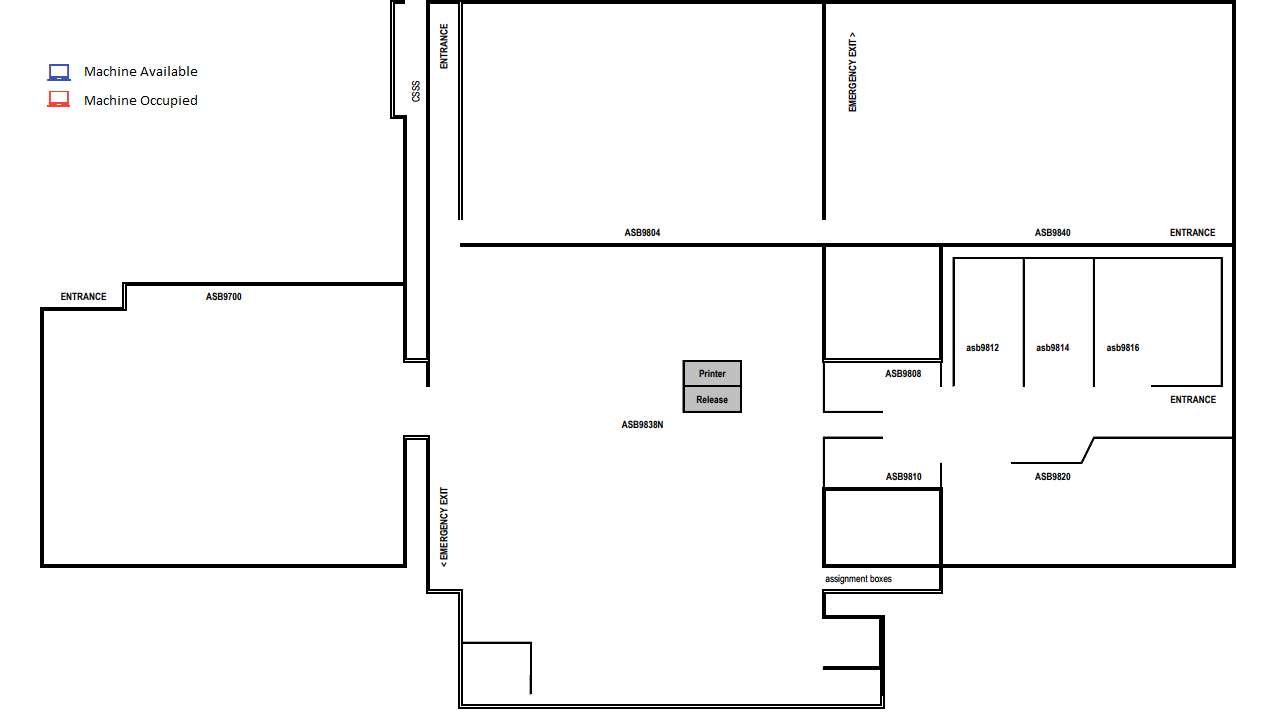 Machine Available
Machine Occupied
CSSS
ENTRANCE
EMERGENCY EXIT >
ASB9804
ASB9840
ENTRANCE
ENTRANCE
ASB9700
asb9812
asb9814
asb9816
Printer
Release
ASB9808
ENTRANCE
ASB9838N
ASB9810
ASB9820
< EMERGENCY EXIT
assignment boxes